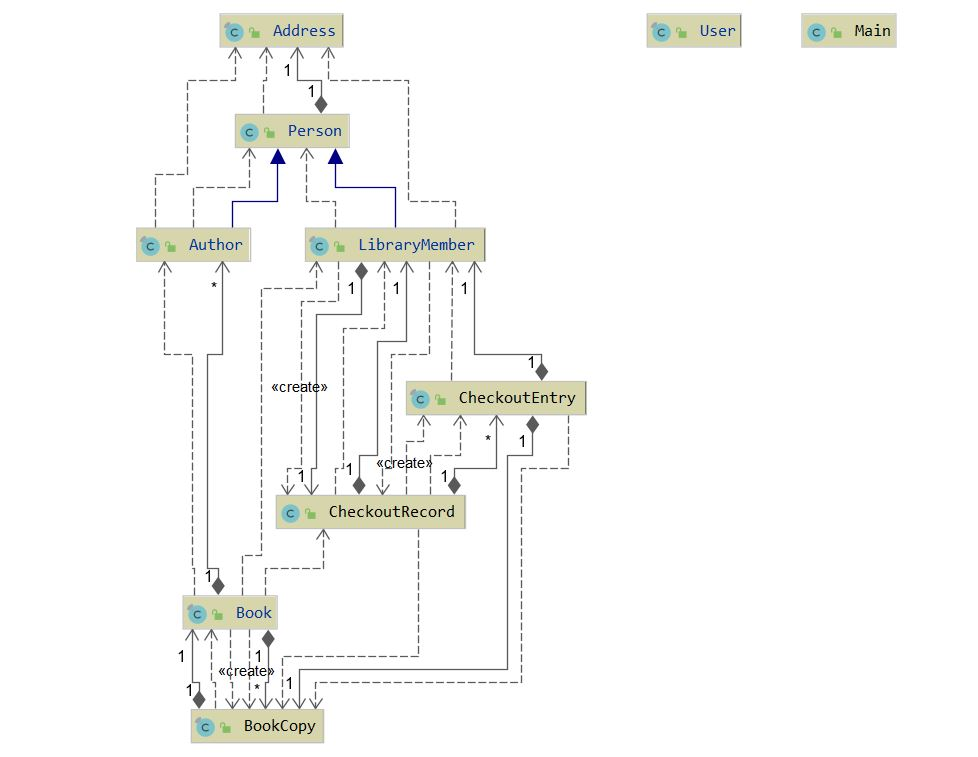 Address
User
Main
1
1
Person
Author
LibraryMember
*
1
1
1
1
«create»
CheckoutEntry
*
1
1
«create»
1
1
CheckoutRecord
1
Book
1
1
«create»
1
1
*
BookCopy